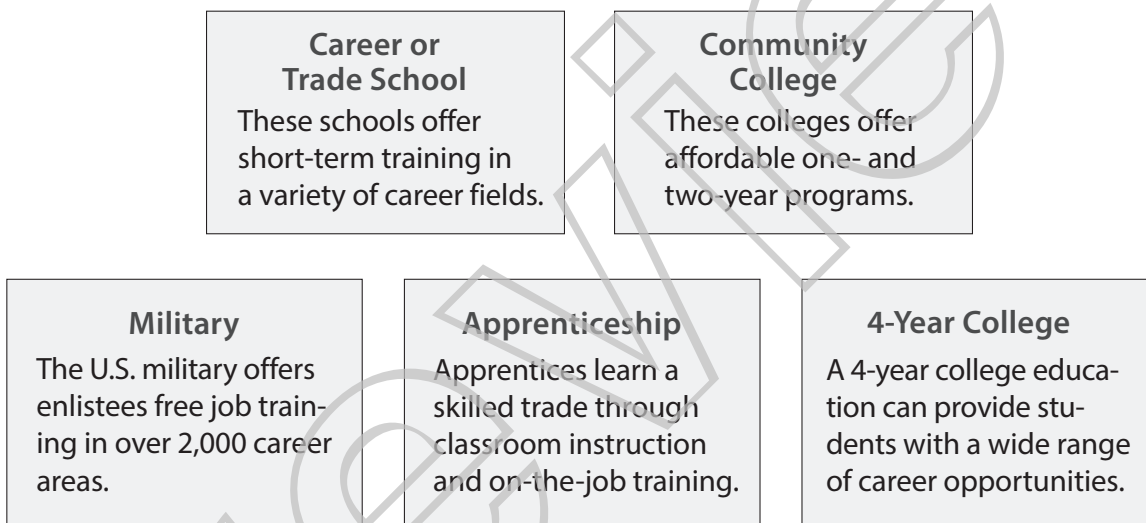 Career or
Trade School
These schools offer
short-term training in
a variety of career fields.
Community
College
These colleges offer
affordable one- and
two-year programs.
Military
The U.S. military offers
enlistees free job train-
ing in over 2,000 career
areas.
Apprenticeship
Apprentices learn a
skilled trade through
classroom instruction
and on-the-job training.
4-Year College
A 4-year college educa-
tion can provide stu-
dents with a wide range
of career opportunities.